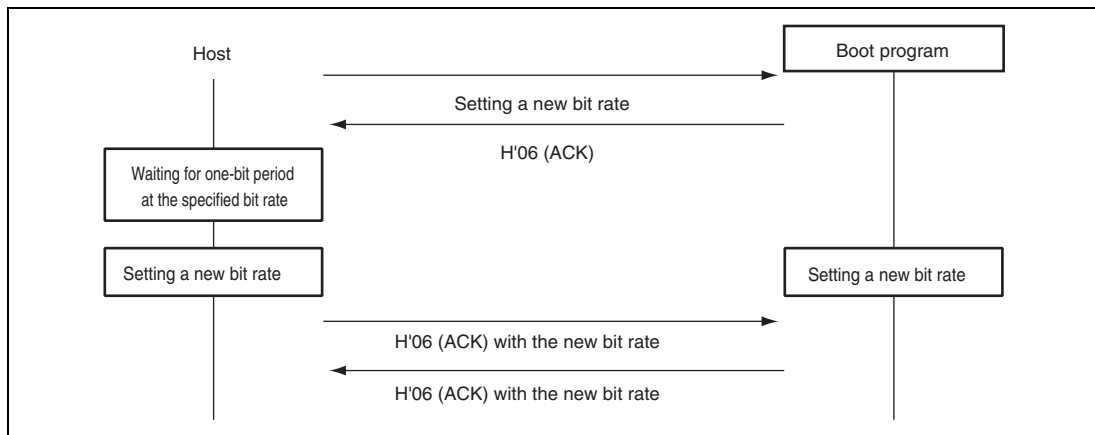 Host
Boot program
Setting a new bit rate
H'06 (ACK)
Waiting for one-bit period
at the specified bit rate
Setting a new bit rate
Setting a new bit rate
H'06 (ACK) with the new bit rate
H'06 (ACK) with the new bit rate